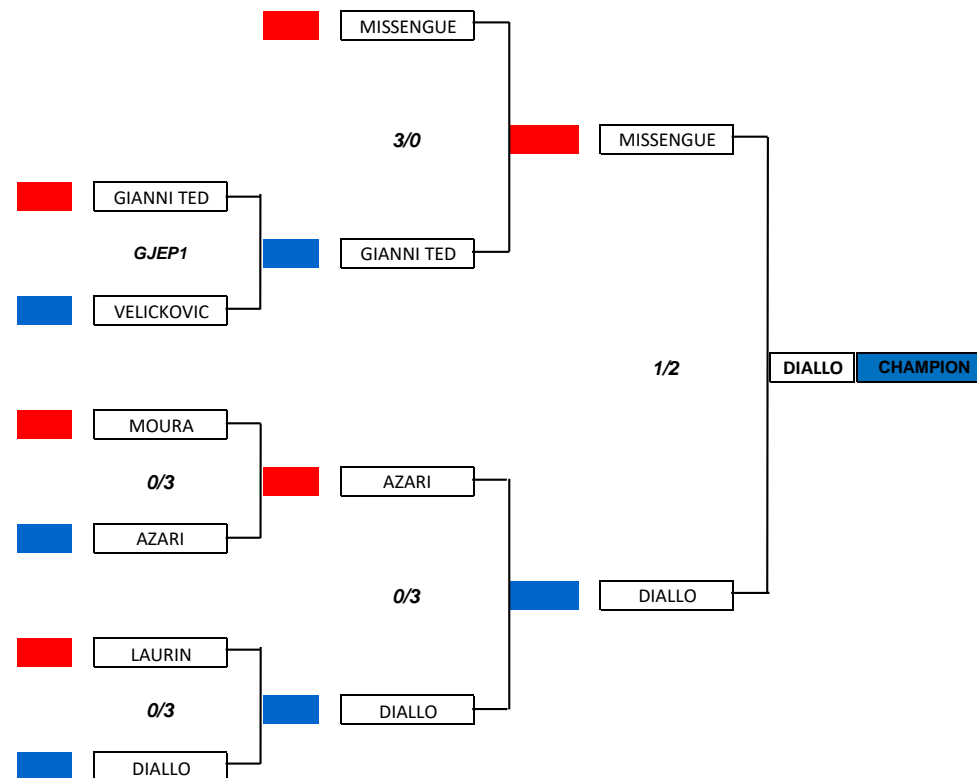 MISSENGUE
3/0
MISSENGUE
GIANNI TED
GJEP1
GIANNI TED
VELICKOVIC
1/2
DIALLO CHAMPION
MOURA
0/3
AZARI
AZARI
0/3
DIALLO
LAURIN
0/3
DIALLO
DIALLO